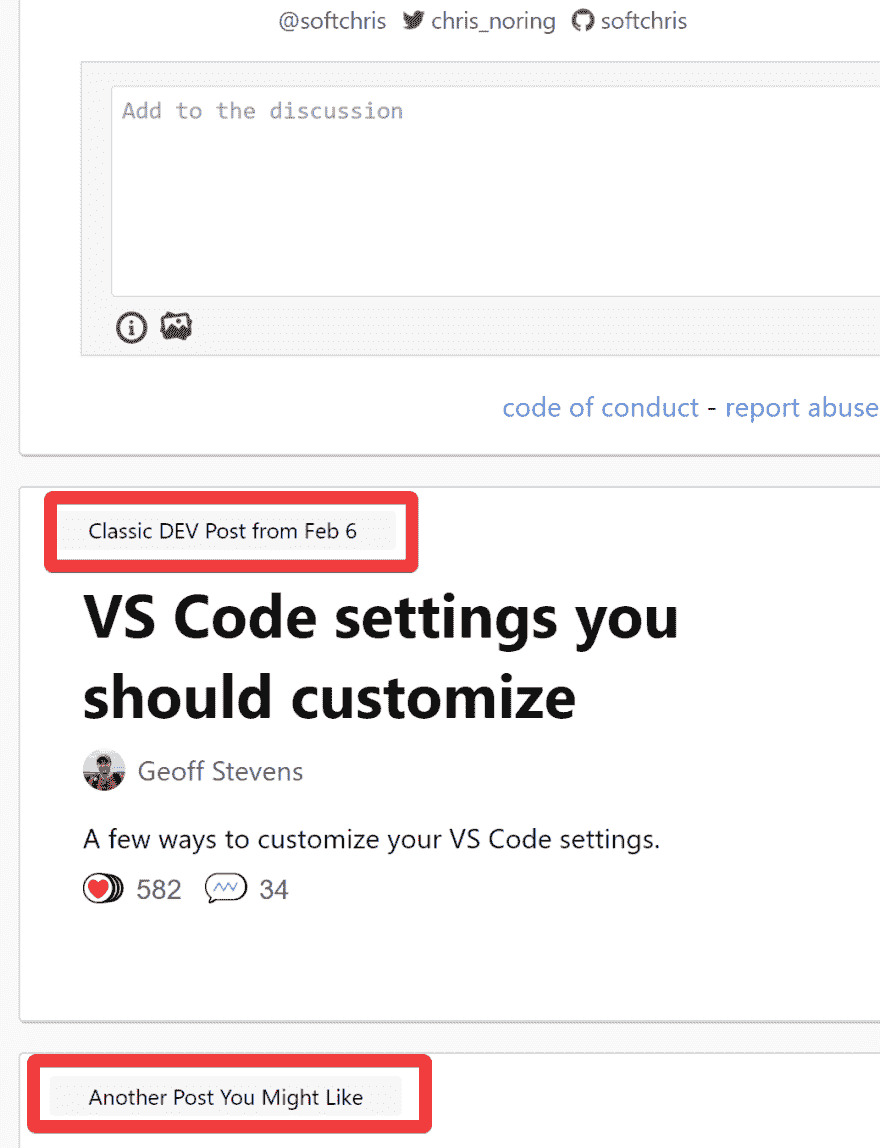 @softchris chris_noring softchris
Add to the discussion
code of conduct - report abuse
Classic DEV Post from Feb 6
VS Code settings you
should customize
Geoff Stevens
A few ways to customize your VS Code settings.
582 34
Another Post You Might Like